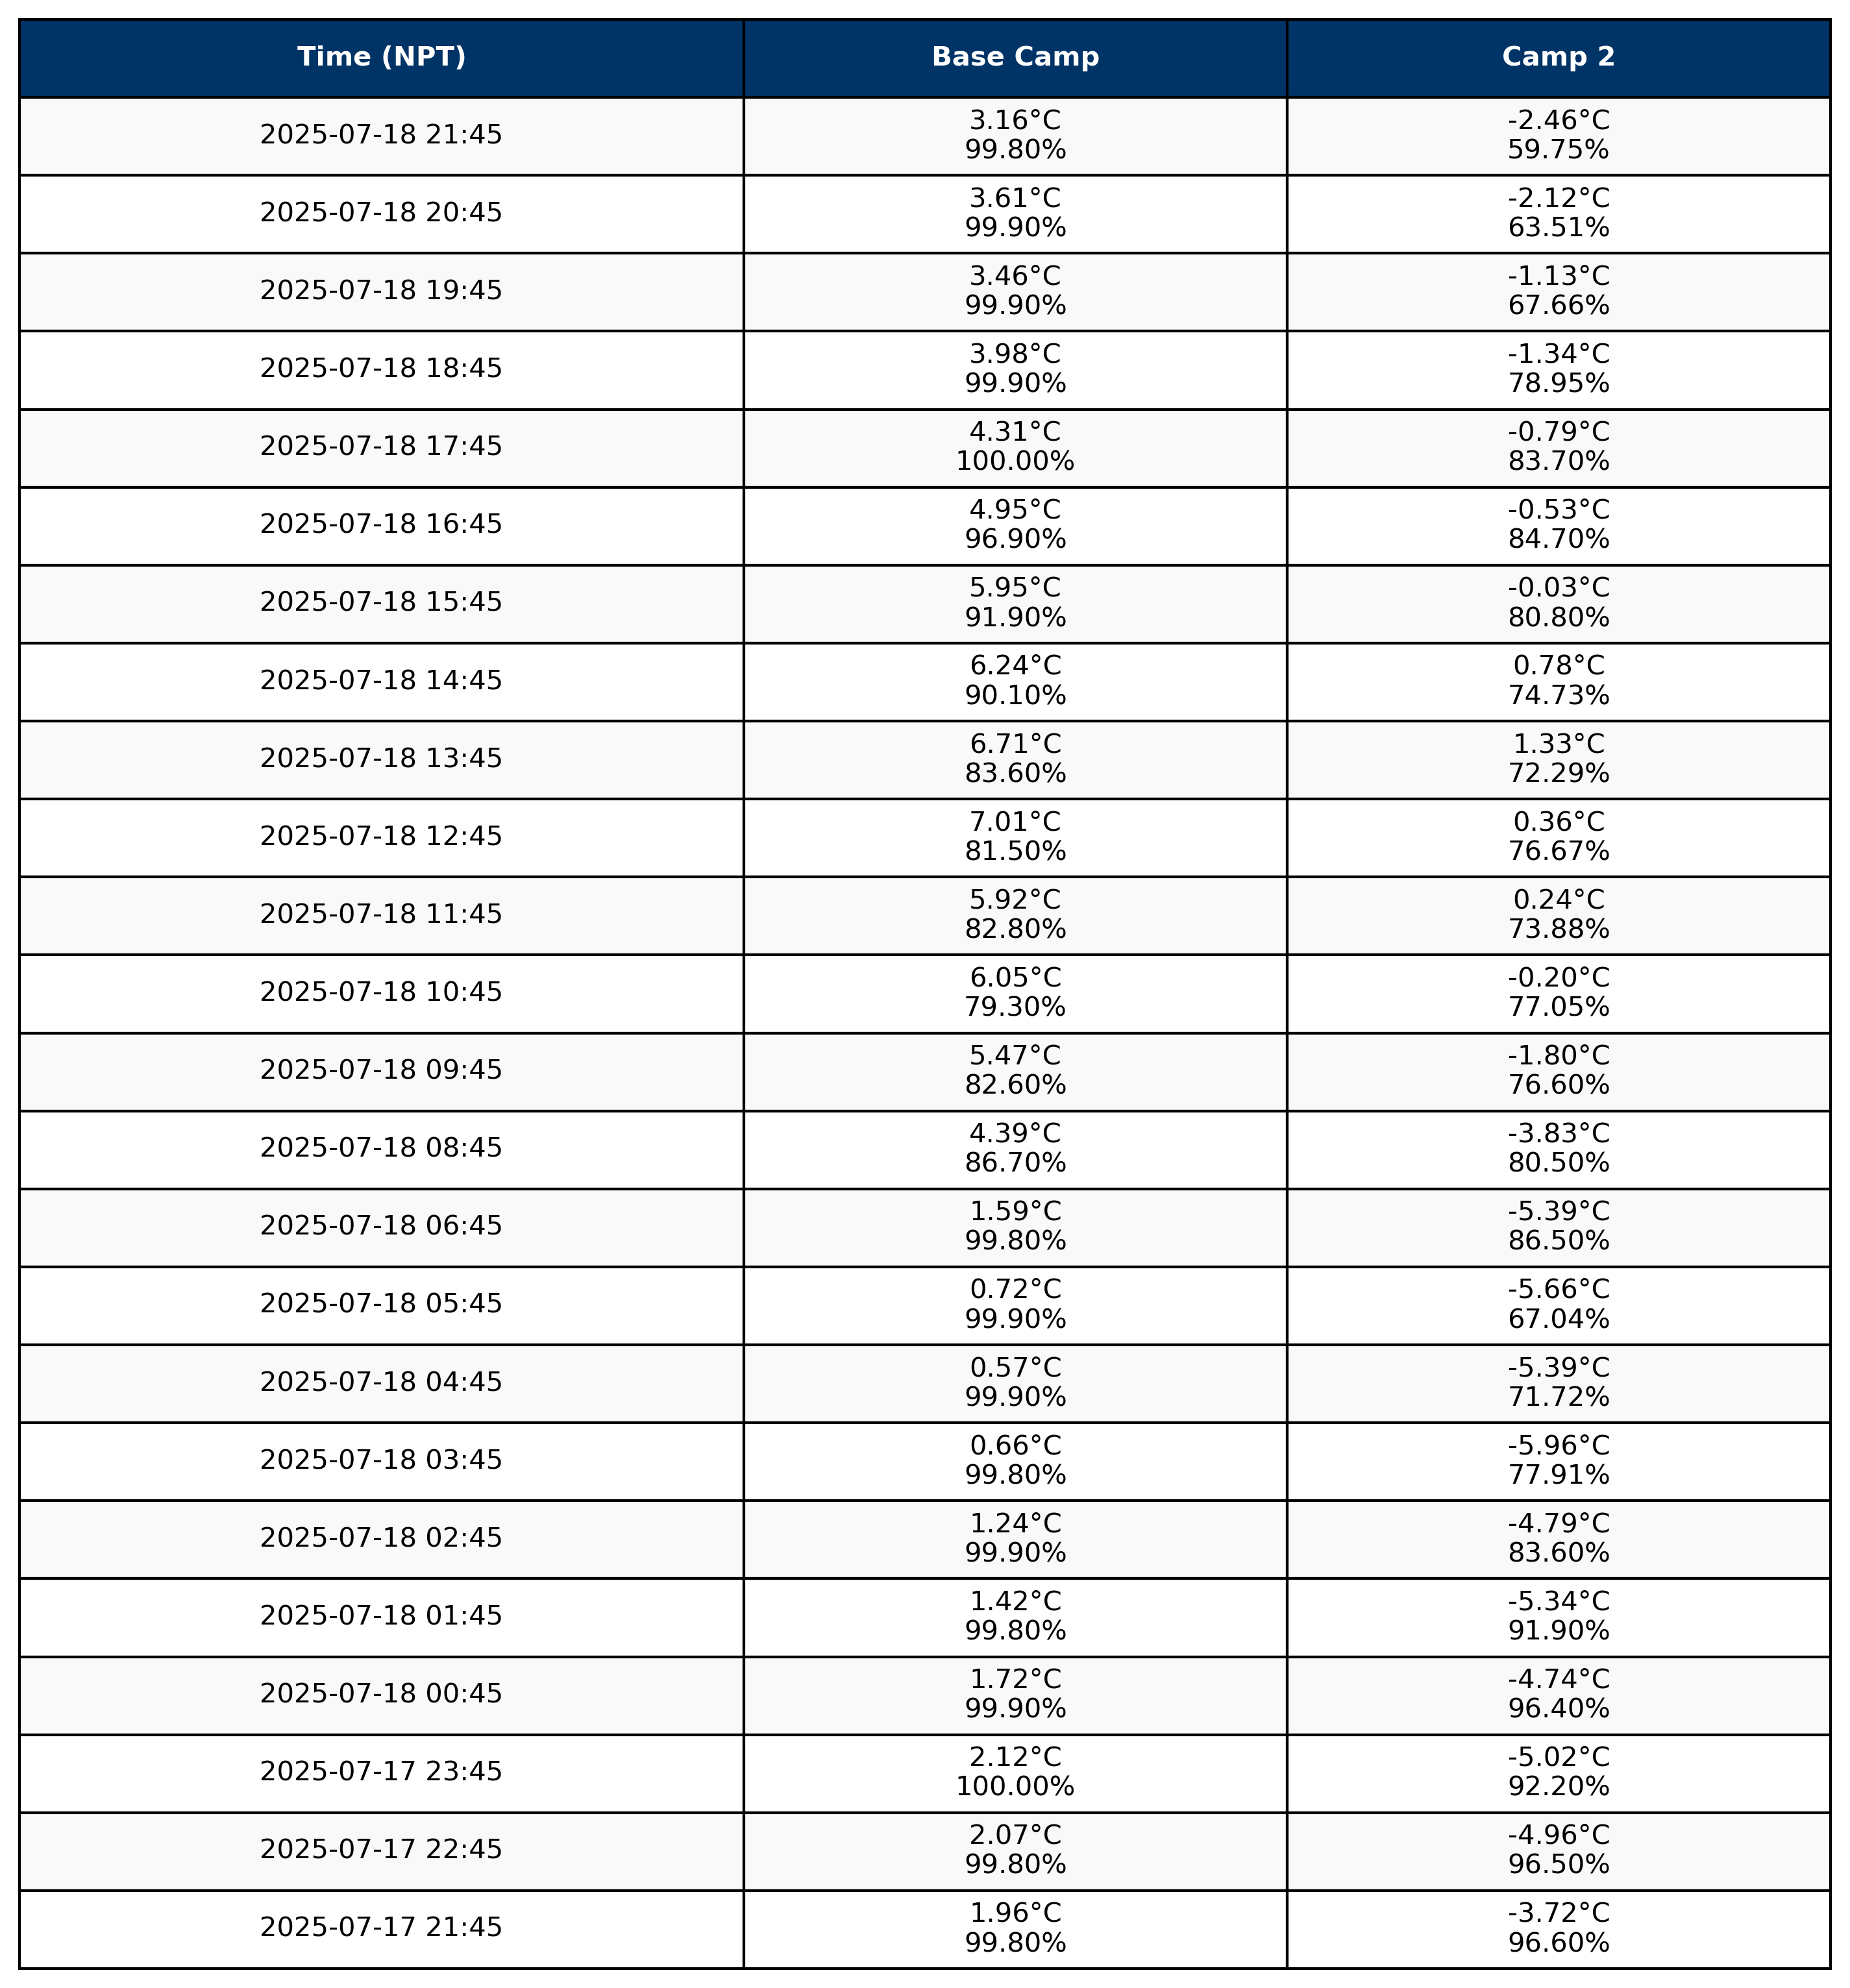 Time (NPT) Base Camp Camp 2
2025-07-18 21:45 3.16°C -2.46°C
99.80% 59.75%
2025-07-18 20:45 3.61°C -2.12°C
99.90% 63.51%
2025-07-18 19:45 3.46°C -1.13°C
99.90% 67.66%
2025-07-18 18:45 3.98°C -1.34°C
99.90% 78.95%
2025-07-18 17:45 4.31°C -0.79°C
100.00% 83.70%
2025-07-18 16:45 4.95°C -0.53°C
96.90% 84.70%
2025-07-18 15:45 5.95°C -0.03°C
91.90% 80.80%
2025-07-18 14:45 6.24°C 0.78°C
90.10% 74.73%
2025-07-18 13:45 6.71°C 1.33°C
83.60% 72.29%
2025-07-18 12:45 7.01°C 0.36°C
81.50% 76.67%
2025-07-18 11:45 5.92°C 0.24°C
82.80% 73.88%
2025-07-18 10:45 6.05°C -0.20°C
79.30% 77.05%
2025-07-18 09:45 5.47°C -1.80°C
82.60% 76.60%
2025-07-18 08:45 4.39°C -3.83°C
86.70% 80.50%
2025-07-18 06:45 1.59°C -5.39°C
99.80% 86.50%
2025-07-18 05:45 0.72°C -5.66°C
99.90% 67.04%
2025-07-18 04:45 0.57°C -5.39°C
99.90% 71.72%
2025-07-18 03:45 0.66°C -5.96°C
99.80% 77.91%
2025-07-18 02:45 1.24°C -4.79°C
99.90% 83.60%
2025-07-18 01:45 1.42°C -5.34°C
99.80% 91.90%
2025-07-18 00:45 1.72°C -4.74°C
99.90% 96.40%
2025-07-17 23:45 2.12°C -5.02°C
100.00% 92.20%
2025-07-17 22:45 2.07°C -4.96°C
99.80% 96.50%
2025-07-17 21:45 1.96°C -3.72°C
99.80% 96.60%